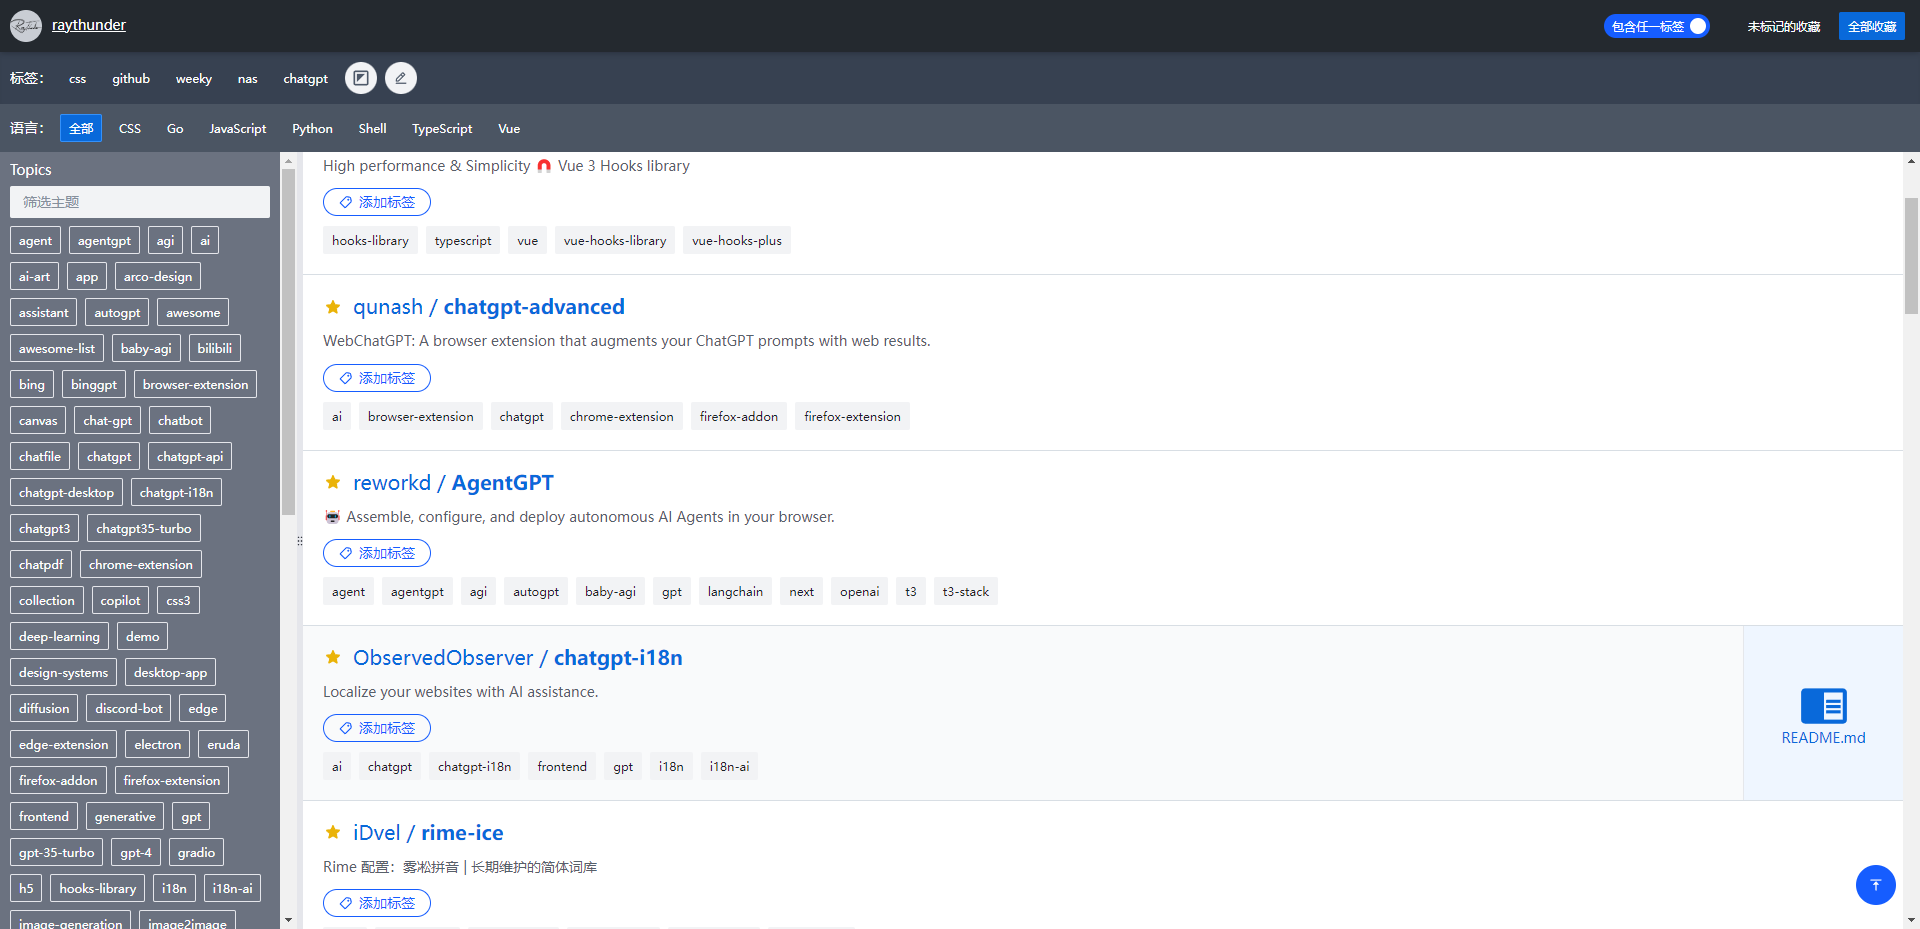 raythunder
包含任一标签 未标记的收藏 全部收藏
标签： css github weeky nas chatgpt
语言： 全部 CSS Go JavaScript Python Shell TypeScript Vue
Topics
筛选主题
agent agentgpt agi ai
ai-art app arco-design
assistant autogpt awesome
awesome-list baby-agi bilibili
bing binggpt browser-extension
canvas chat-gpt chatbot
chatfile chatgpt chatgpt-api
chatgpt-desktop chatgpt-i18n
chatgpt3 chatgpt35-turbo
chatpdf chrome-extension
collection copilot css3
deep-learning demo
design-systems desktop-app
diffusion discord-bot edge
edge-extension electron eruda
firefox-addon firefox-extension
frontend generative gpt
gpt-35-turbo gpt-4 gradio
h5 hooks-library i18n i18n-ai
image-generation image2image
High performance & Simplicity 🧲 Vue 3 Hooks library
添加标签
hooks-library typescript vue vue-hooks-library vue-hooks-plus
qunash / chatgpt-advanced
WebChatGPT: A browser extension that augments your ChatGPT prompts with web results.
添加标签
ai browser-extension chatgpt chrome-extension firefox-addon firefox-extension
reworkd / AgentGPT
🤖 Assemble, configure, and deploy autonomous AI Agents in your browser.
添加标签
agent agentgpt agi autogpt baby-agi gpt langchain next openai t3 t3-stack
ObservedObserver / chatgpt-i18n
Localize your websites with AI assistance.
添加标签
ai chatgpt chatgpt-i18n frontend gpt i18n i18n-ai
README.md
iDvel / rime-ice
Rime 配置：雾凇拼音 | 长期维护的简体词库
添加标签